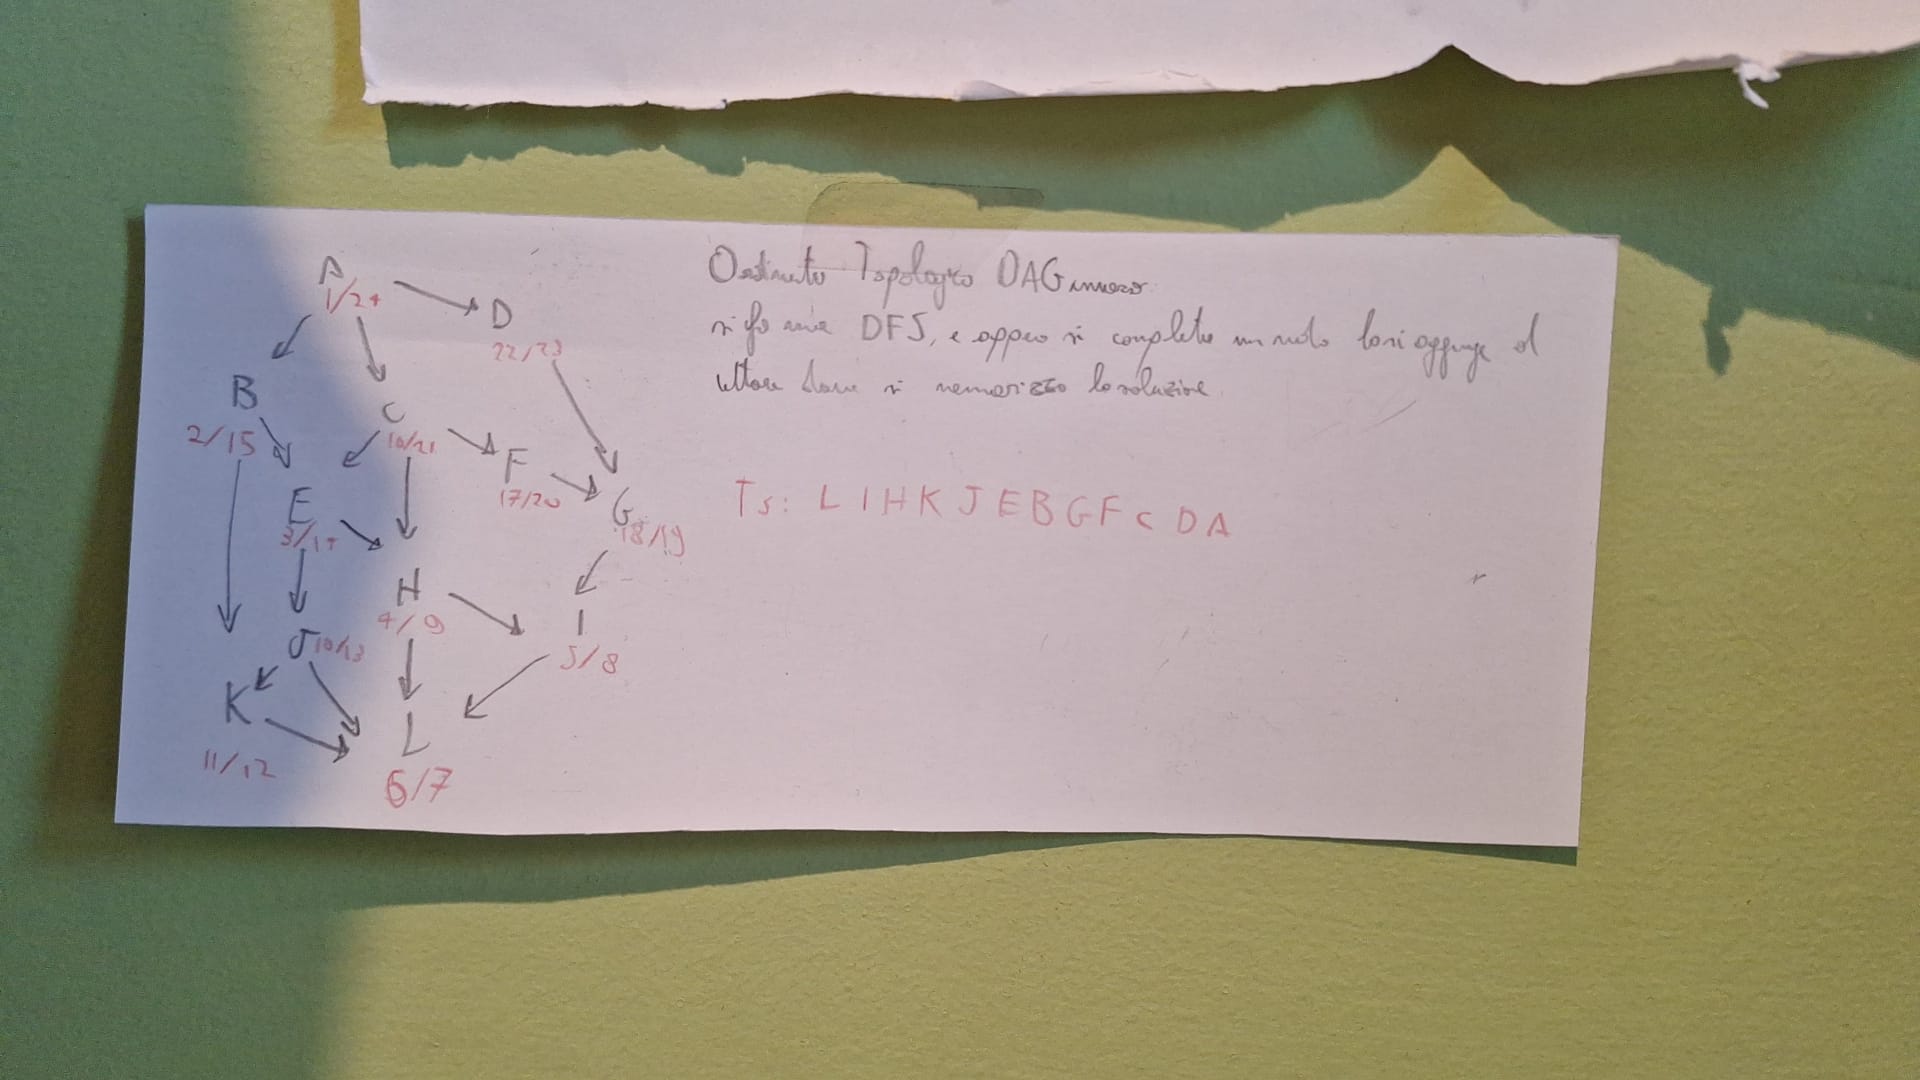 A
1/24
D
22/23
B
2/15
C
10/21
F
17/20
E
3/14
G
18/19
H
4/9
I
5/8
J 10/13
K
11/12
L
6/7
Topologico DAG inverso
si fa una DFS, e appena si completa un nodo lo si aggiunge al
vettore dove si memorizza la soluzione.
Ts: L I H K J E B G F C D A